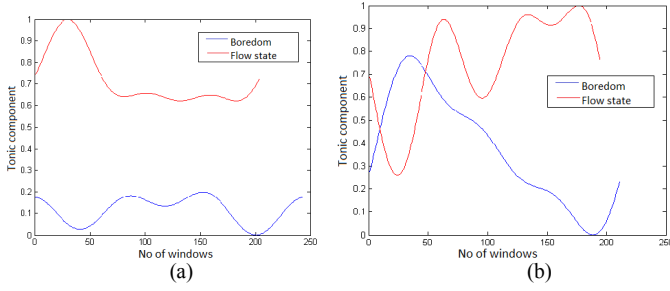 1
0.9
0.8
0.7
0.6
0.5
0.4
0.3
0.2
0.1
0
Tonic component
Boredom
Flow state
0 50 100 150 200 250
No of windows
(a)
1
0.9
0.8
0.7
0.6
0.5
0.4
0.3
0.2
0.1
0
Tonic component
Boredom
Flow state
0 50 100 150 200 250
No of windows
(b)